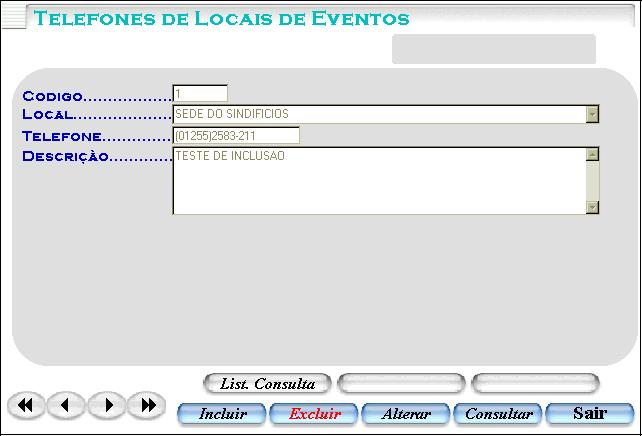 Telefones de Locais de Eventos
Codigo.................. 1
Local.................... SEDE DO SINDIFICIOS
Telefone.............. (01255)2583-211
Descrição............. TESTE DE INCLUSAO
List. Consulta
Incluir Excluir Alterar Consultar Sair